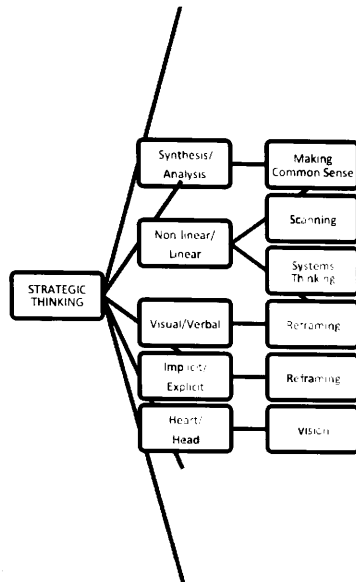 Synthesis/
Analysis
Making
Common Sense
Non linear/
Linear
Scanning
Systems
Thinking
STRATEGIC
THINKING
Visual/Verbal
Reframing
Implicit/
Explicit
Reframing
Heart/
Head
Vision